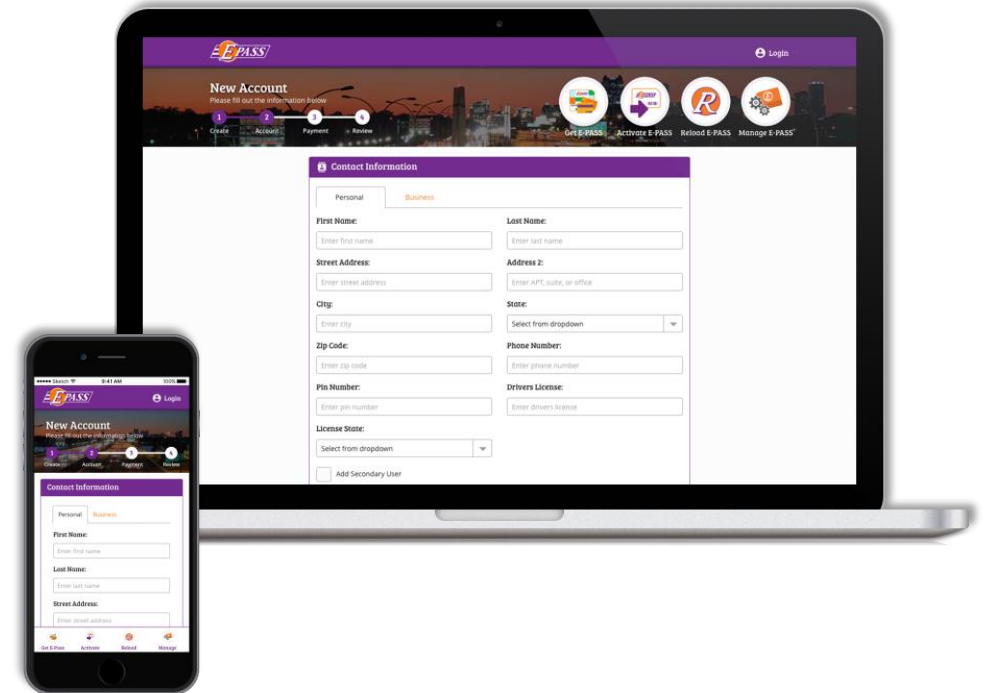 E-PASS
Login
New Account
Please fill out the information below
1 2 3 4
Create Account Payment Review
Get E-PASS Activate E-PASS Reload E-PASS Manage E-PASS
Contact Information
Personal Business
First Name: Last Name:
Enter first name Enter last name
Street Address: Address 2:
Enter street address Enter APT, suite, or office
City: State:
Enter city Select from dropdown
Zip Code: Phone Number:
Enter zip code Enter phone number
Pin Number: Drivers License:
Enter pin number Enter drivers license
License State:
Select from dropdown
Add Secondary User
Sketch 9:41 AM 100%
E-PASS Login
New Account
Please fill out the information below
1 2 3 4
Create Account Payment Review
Contact Information
Personal Business
First Name:
Enter first name
Last Name:
Enter last name
Street Address:
Enter street address
Get E-Pass Activate Reload Manage